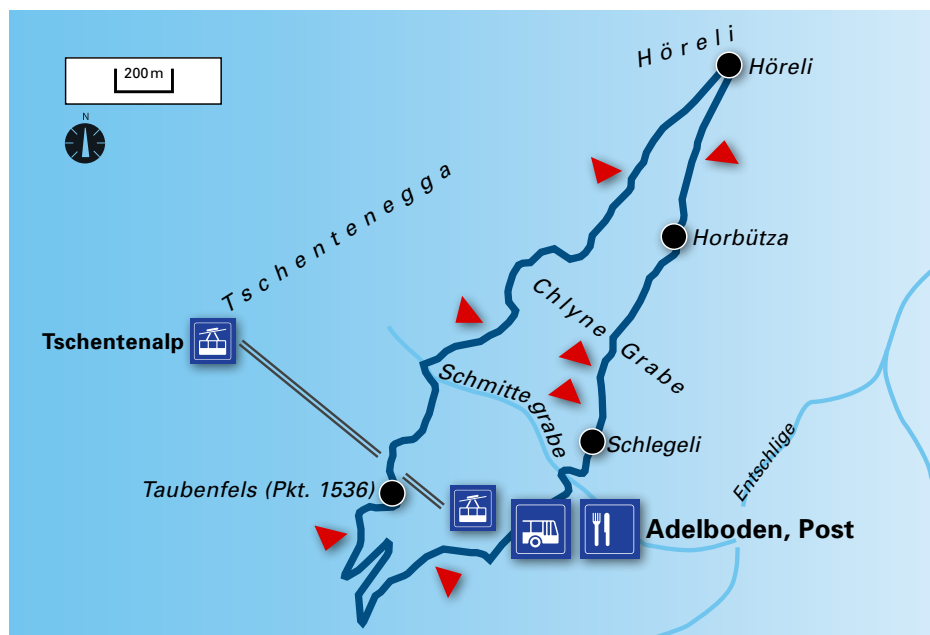 Höreli
Höreli
200 m
N
Tschentenegga
Horbütza
Chlyne Grabe
Tschentenalp
Schmittegrabe
Schlegeli
Entschlige
Taubenfels (Pkt. 1536)
Adelboden, Post